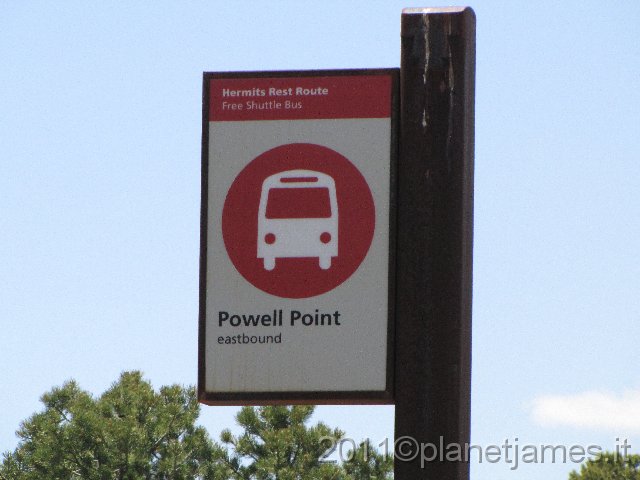 Hermits Rest Route
Free Shuttle Bus
Powell Point
eastbound
2011©planetjames.it